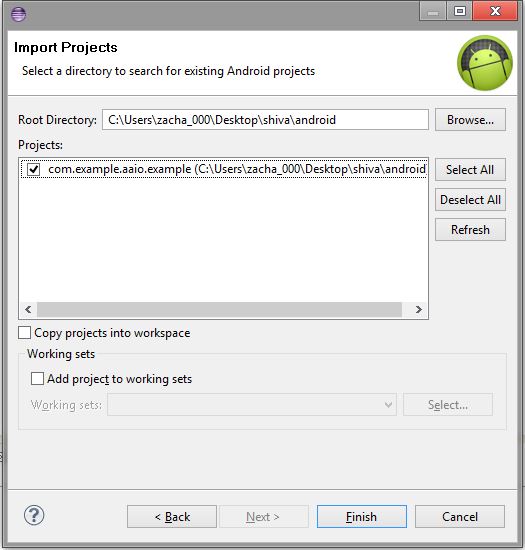 Import Projects
Select a directory to search for existing Android projects
Root Directory: C:\Users\zacha_000\Desktop\shiva\android Browse...
Projects:
com.example.aaio.example (C:\Users\zacha_000\Desktop\shiva\android Select All
Deselect All
Refresh
Copy projects into workspace
Working sets
Add project to working sets
Working sets: Select...
? < Back Next > Finish Cancel